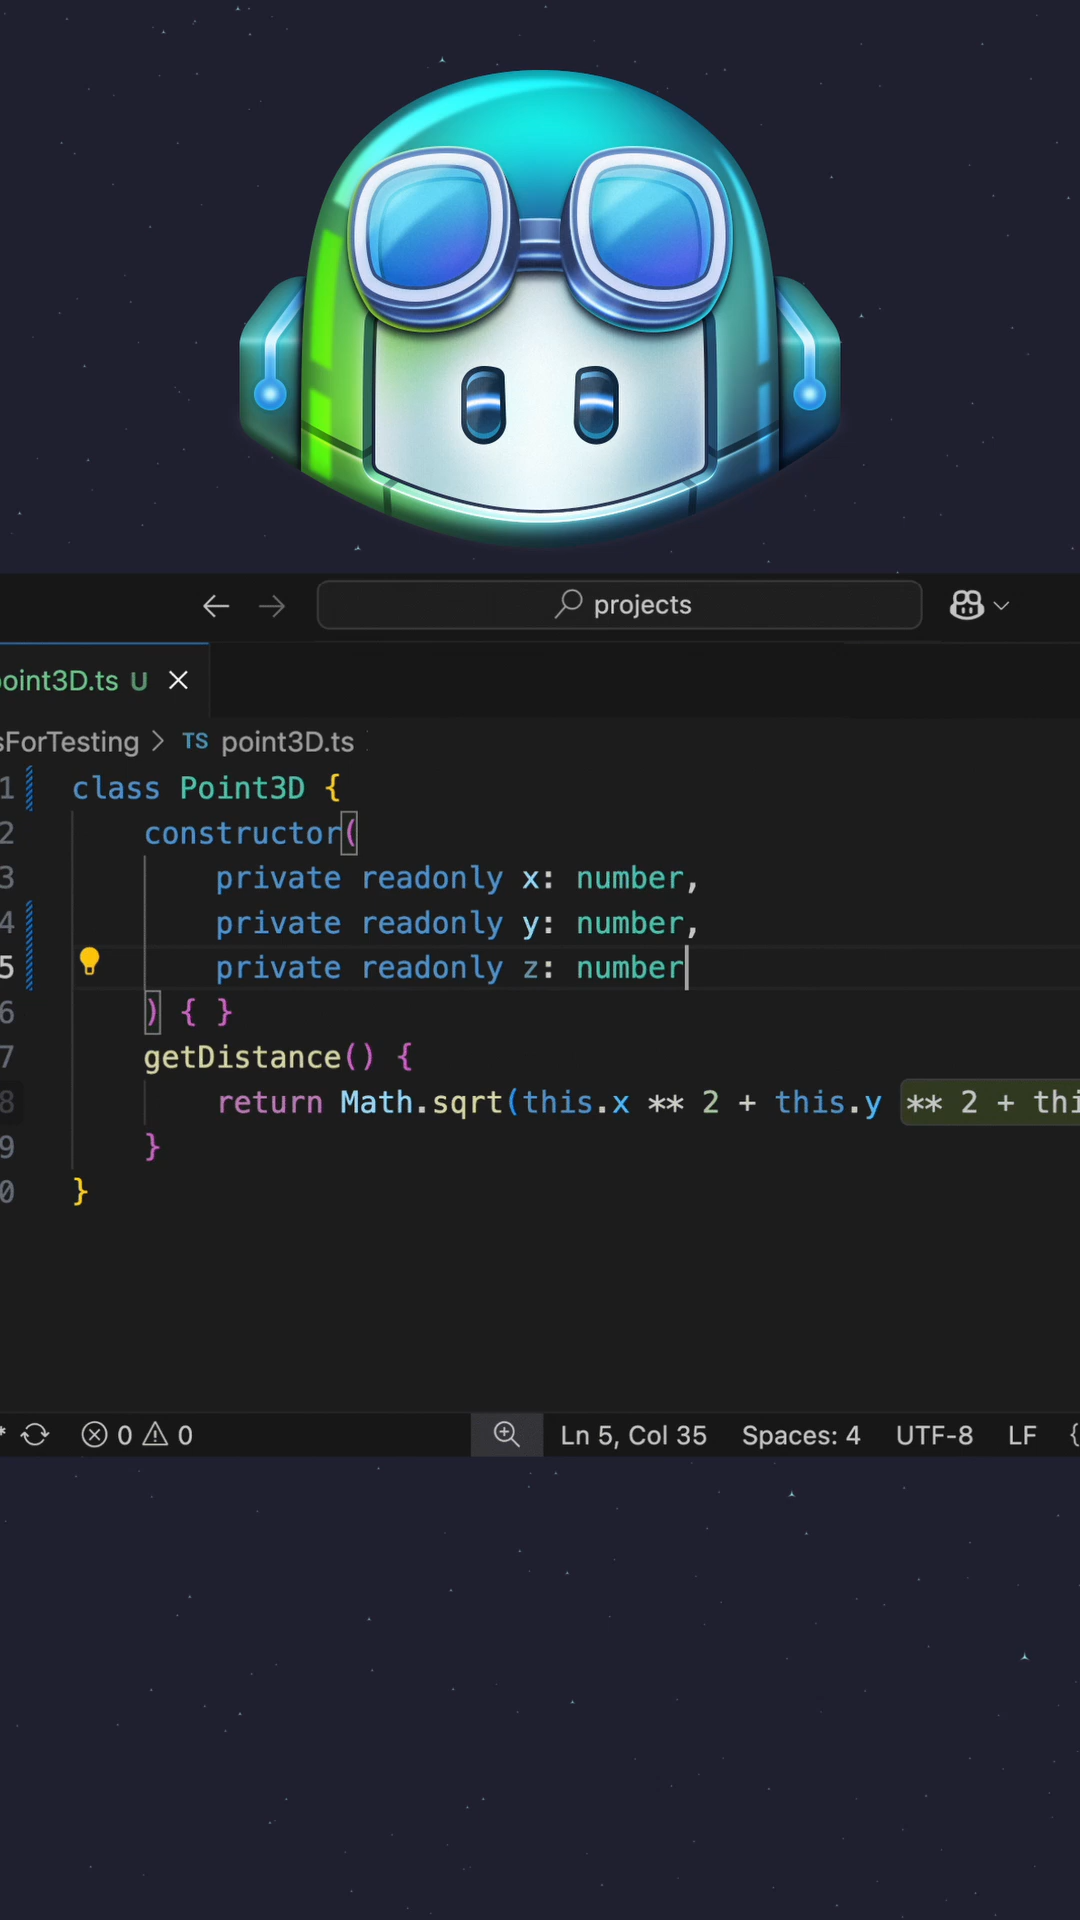 projects
point3D.ts U
sForTesting > TS point3D.ts
1 class Point3D {
2 constructor(
3 private readonly x: number,
4 private readonly y: number,
5 private readonly z: number
6 ) { }
7 getDistance() {
8 return Math.sqrt(this.x ** 2 + this.y ** 2 + thi
9 }
0 }
0 0 Ln 5, Col 35 Spaces: 4 UTF-8 LF {